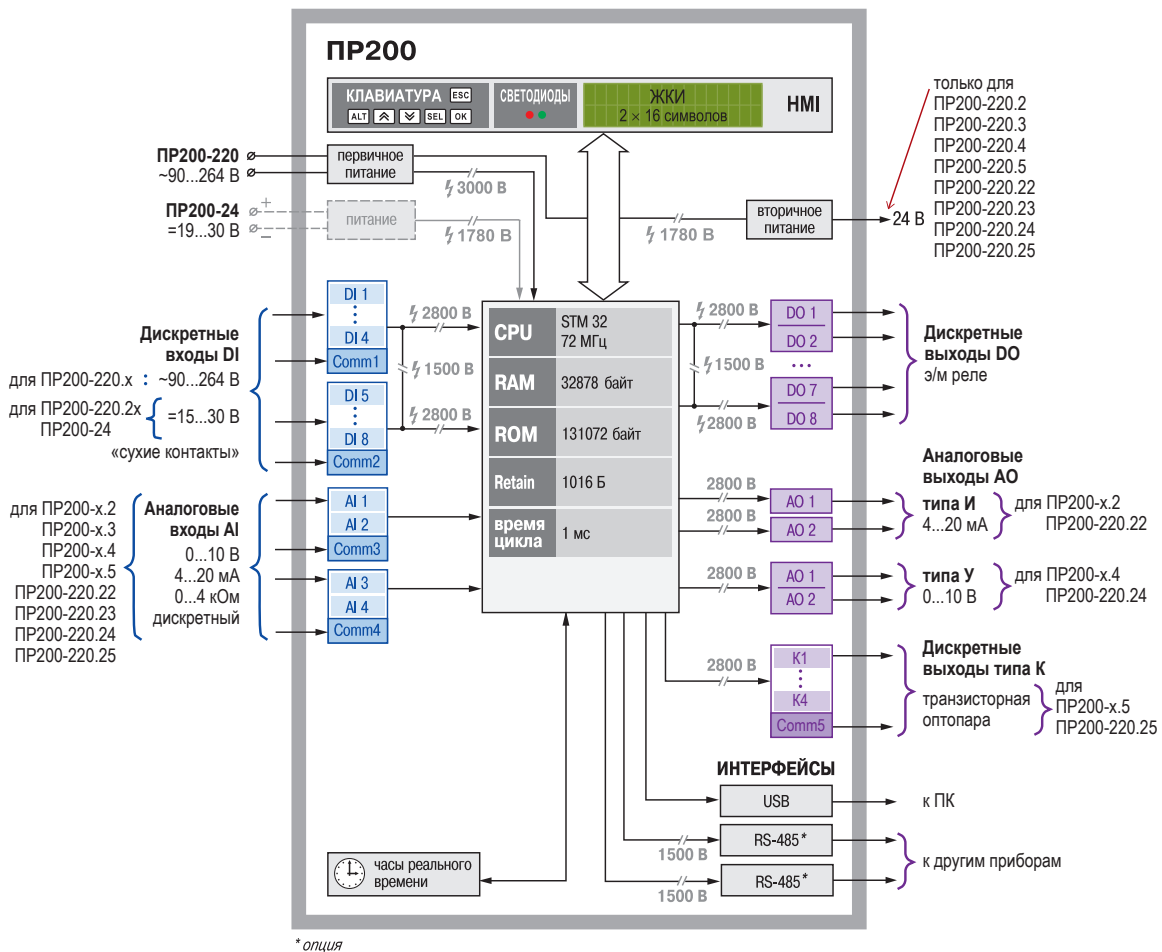 ПР200
КЛАВИАТУРА ESC
ALT SEL OK
СВЕТОДИОДЫ
ЖКИ
2 × 16 символов
HMI
ПР200-220
~90...264 В
первичное
питание
3000 В
ПР200-24
=19...30 В
+
–
питание
1780 В
1780 В
вторичное
питание
24 В
только для
ПР200-220.2
ПР200-220.3
ПР200-220.4
ПР200-220.5
ПР200-220.22
ПР200-220.23
ПР200-220.24
ПР200-220.25
Дискретные
входы DI
для ПР200-220.x : ~90...264 В
для ПР200-220.2x
ПР200-24
=15...30 В
«сухие контакты»
DI 1
DI 4
Comm1
DI 5
DI 8
Comm2
2800 В
1500 В
2800 В
для ПР200-x.2
ПР200-x.3
ПР200-x.4
ПР200-x.5
ПР200-220.22
ПР200-220.23
ПР200-220.24
ПР200-220.25
Аналоговые
входы AI
0...10 В
4...20 мА
0...4 кОм
дискретный
AI 1
AI 2
Comm3
AI 3
AI 4
Comm4
CPU
STM 32
72 МГц
RAM
32878 байт
ROM
131072 байт
Retain
1016 Б
время
цикла
1 мс
2800 В
1500 В
2800 В
DO 1
DO 2
...
DO 7
DO 8
Дискретные
выходы DO
э/м реле
Аналоговые
выходы AO
2800 В
AO 1
2800 В
AO 2
типа И
4...20 мА
для ПР200-x.2
ПР200-220.22
2800 В
AO 1
AO 2
типа У
0...10 В
для ПР200-x.4
ПР200-220.24
2800 В
К1
К4
Comm5
Дискретные
выходы типа К
транзисторная
оптопара
для
ПР200-x.5
ПР200-220.25
ИНТЕРФЕЙСЫ
USB
к ПК
1500 В
RS-485*
1500 В
RS-485*
к другим приборам
часы реального
времени
* опция